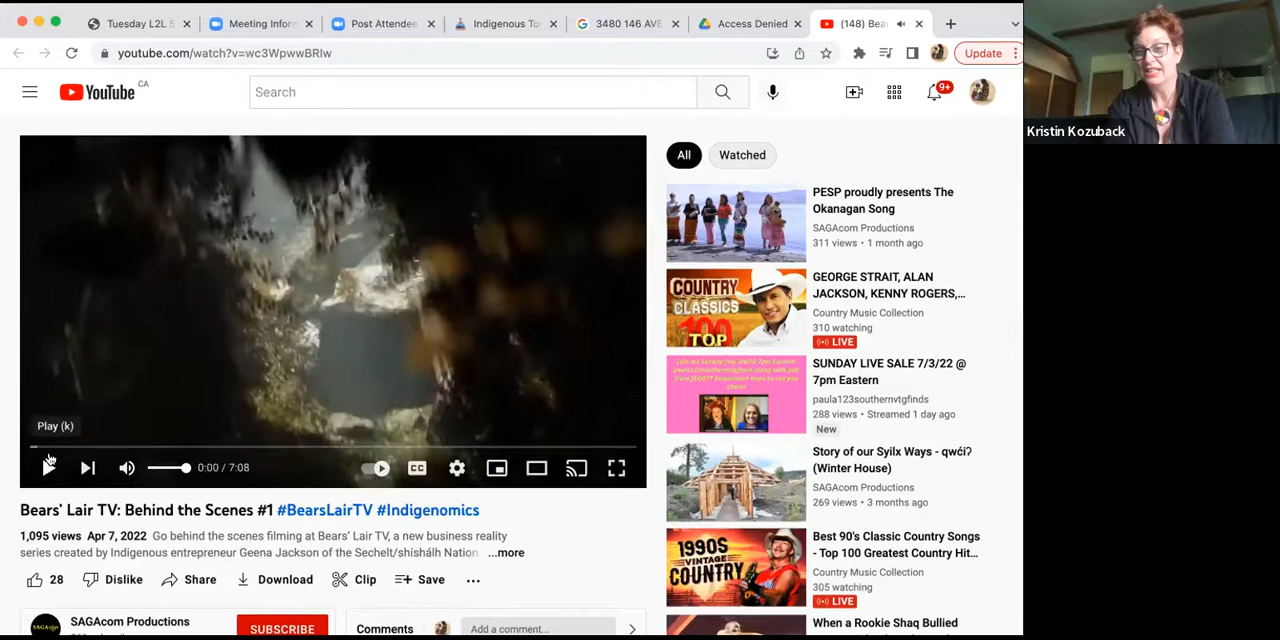 Tuesday L2L S
Meeting Inforr
Post Attendee
Indigenous To
3480 146 AVE
Access Denied
(148) Bea
youtube.com/watch?v=wc3WpwwBRlw
Update
YouTube CA
Search
9+
Kristin Kozuback
All
Watched
PESP proudly presents The
Okanagan Song
SAGAcom Productions
311 views • 1 month ago
COUNTRY
CLASSICS
100
TOP
GEORGE STRAIT, ALAN
JACKSON, KENNY ROGERS,...
Country Music Collection
310 watching
LIVE
SUNDAY LIVE SALE 7/3/22 @
7pm Eastern
paula123southernvtgfinds
288 views • Streamed 1 day ago
New
Play (k)
0:00 / 7:08
CC
Story of our Syilx Ways - qwći?
(Winter House)
SAGAcom Productions
269 views • 3 months ago
Bears' Lair TV: Behind the Scenes #1 #BearsLairTV #Indigenomics
1,095 views Apr 7, 2022 Go behind the scenes filming at Bears' Lair TV, a new business reality
series created by Indigenous entrepreneur Geena Jackson of the Sechelt/shíshálh Nation. ...more
28
Dislike
Share
Download
Clip
Save
1990s
VINTAGE
COUNTRY
Best 90's Classic Country Songs
- Top 100 Greatest Country Hit...
Country Music Collection
305 watching
LIVE
SAGAcom Productions
SUBSCRIBE
Comments
Add a comment...
When a Rookie Shaq Bullied